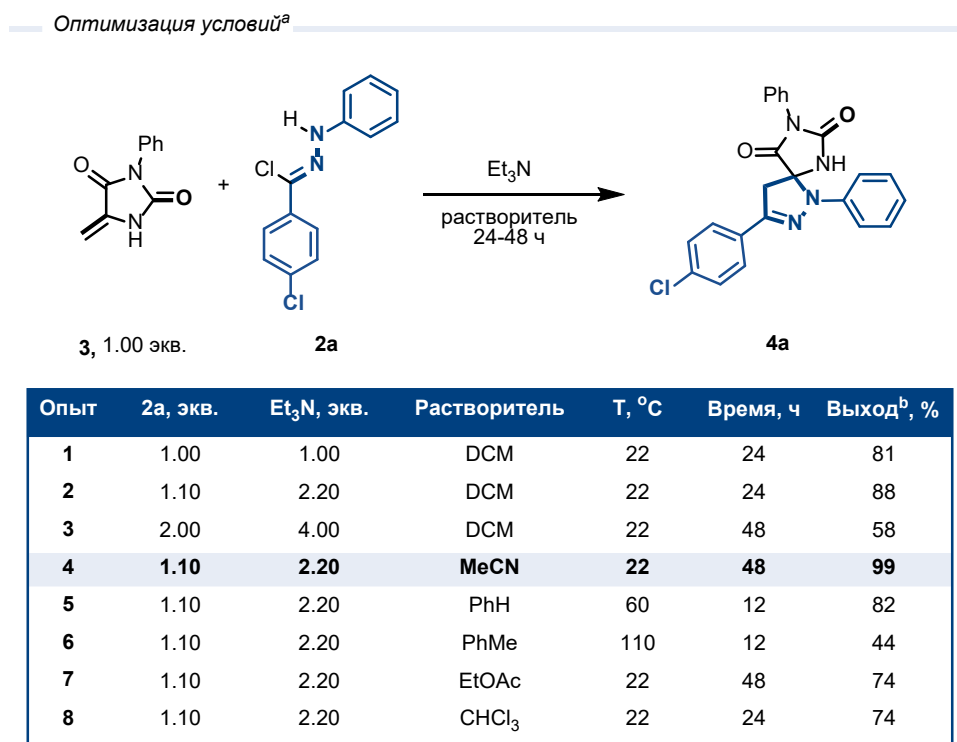 Оптимизация условийᵃ
Ph
N
O
O
N
H
3, 1.00 экв.
+
H
N
N
Cl
Cl
2a
Et₃N
растворитель
24-48 ч
Ph
N
O
O
NH
N
N
Cl
4a
Опыт 2a, экв. Et₃N, экв. Растворитель T, °C Время, ч Выходᵇ, %
1 1.00 1.00 DCM 22 24 81
2 1.10 2.20 DCM 22 24 88
3 2.00 4.00 DCM 22 48 58
4 1.10 2.20 MeCN 22 48 99
5 1.10 2.20 PhH 60 12 82
6 1.10 2.20 PhMe 110 12 44
7 1.10 2.20 EtOAc 22 48 74
8 1.10 2.20 CHCl₃ 22 24 74